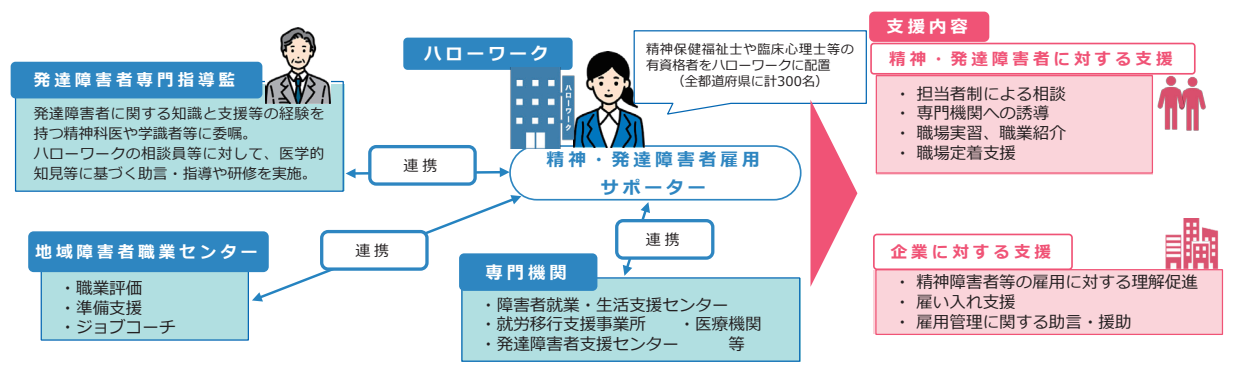 発達障害者専門指導監
発達障害者に関する知識と支援等の経験を
持つ精神科医や学識者等に委嘱。
ハローワークの相談員等に対して、医学的
知見等に基づく助言・指導や研修を実施。
連携
ハローワーク
ハローワーク
精神保健福祉士や臨床心理士等の
有資格者をハローワークに配置
(全都道府県に計300名)
精神・発達障害者雇用
サポーター
地域障害者職業センター
・職業評価
・準備支援
・ジョブコーチ
連携
連携
専門機関
・障害者就業・生活支援センター
・就労移行支援事業所 ・医療機関
・発達障害者支援センター 等
支援内容
精神・発達障害者に対する支援
・ 担当者制による相談
・ 専門機関への誘導
・ 職場実習、職業紹介
・ 職場定着支援
企業に対する支援
・ 精神障害者等の雇用に対する理解促進
・ 雇い入れ支援
・ 雇用管理に関する助言・援助